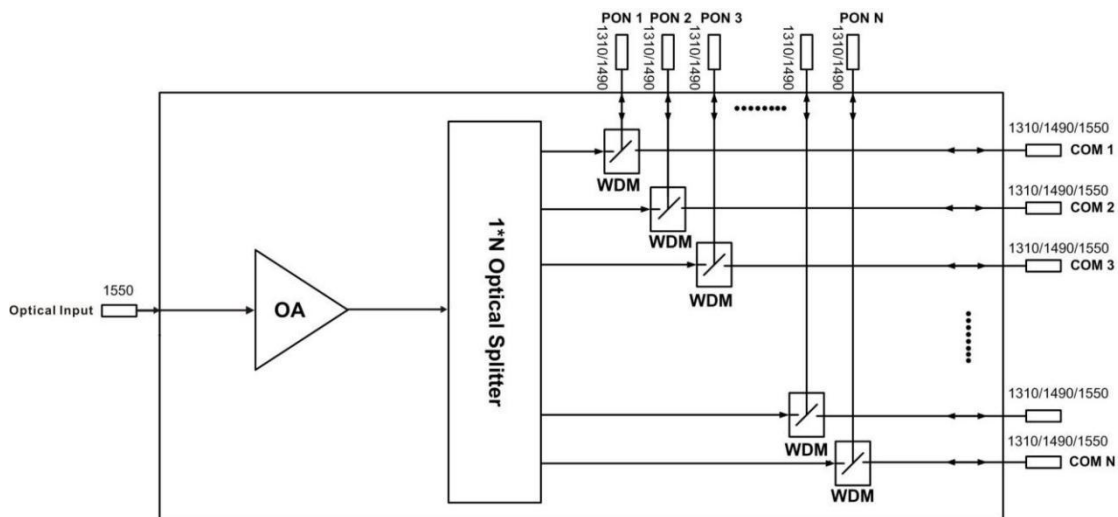 PON 1 PON 2 PON 3 PON N
1310/1490 1310/1490 1310/1490 1310/1490 1310/1490
1310/1490/1550
COM 1
WDM
1310/1490/1550
COM 2
WDM
1310/1490/1550
COM 3
WDM
1*N Optical Splitter
1550
Optical Input
OA
1310/1490/1550
WDM
1310/1490/1550
COM N
WDM